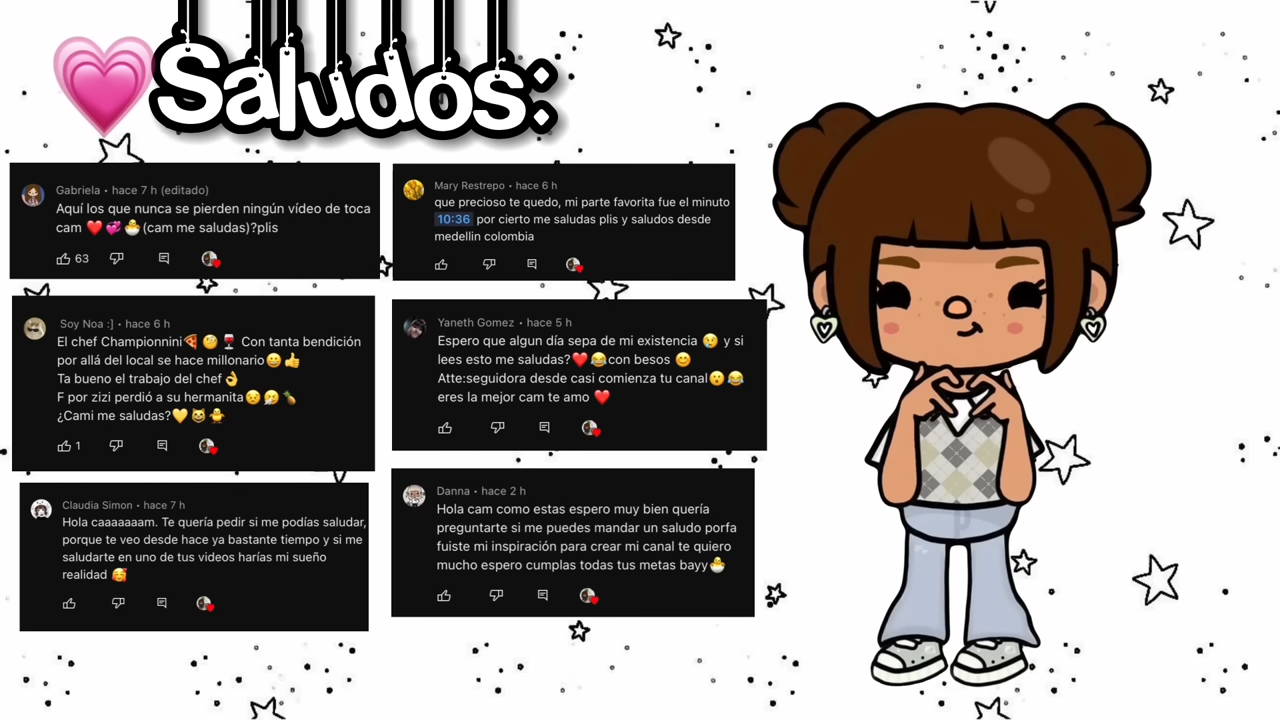 💗Saludos:
Gabriela • hace 7 h (editado)
Aquí los que nunca se pierden ningún vídeo de toca
cam ❤️💞🐣(cam me saludas)?plis
63
Mary Restrepo • hace 6 h
que precioso te quedo, mi parte favorita fue el minuto
10:36 por cierto me saludas plis y saludos desde
medellin colombia
Soy Noa :] • hace 6 h
El chef Championnini🍕🧐🍷 Con tanta bendición
por allá del local se hace millonario😀👍
Ta bueno el trabajo del chef👌
F por zizi perdió a su hermanita😔🤧🍍
¿Cami me saludas?💛😺🐥
1
Yaneth Gomez • hace 5 h
Espero que algun día sepa de mi existencia 😢 y si
lees esto me saludas?❤️😂con besos 😊
Atte:seguidora desde casi comienza tu canal😮😂
eres la mejor cam te amo ❤️
Claudia Simon • hace 7 h
Hola caaaaaaam. Te quería pedir si me podías saludar,
porque te veo desde hace ya bastante tiempo y si me
saludarte en uno de tus videos harías mi sueño
realidad 🥰
Danna • hace 2 h
Hola cam como estas espero muy bien quería
preguntarte si me puedes mandar un saludo porfa
fuiste mi inspiración para crear mi canal te quiero
mucho espero cumplas todas tus metas bayy🐣